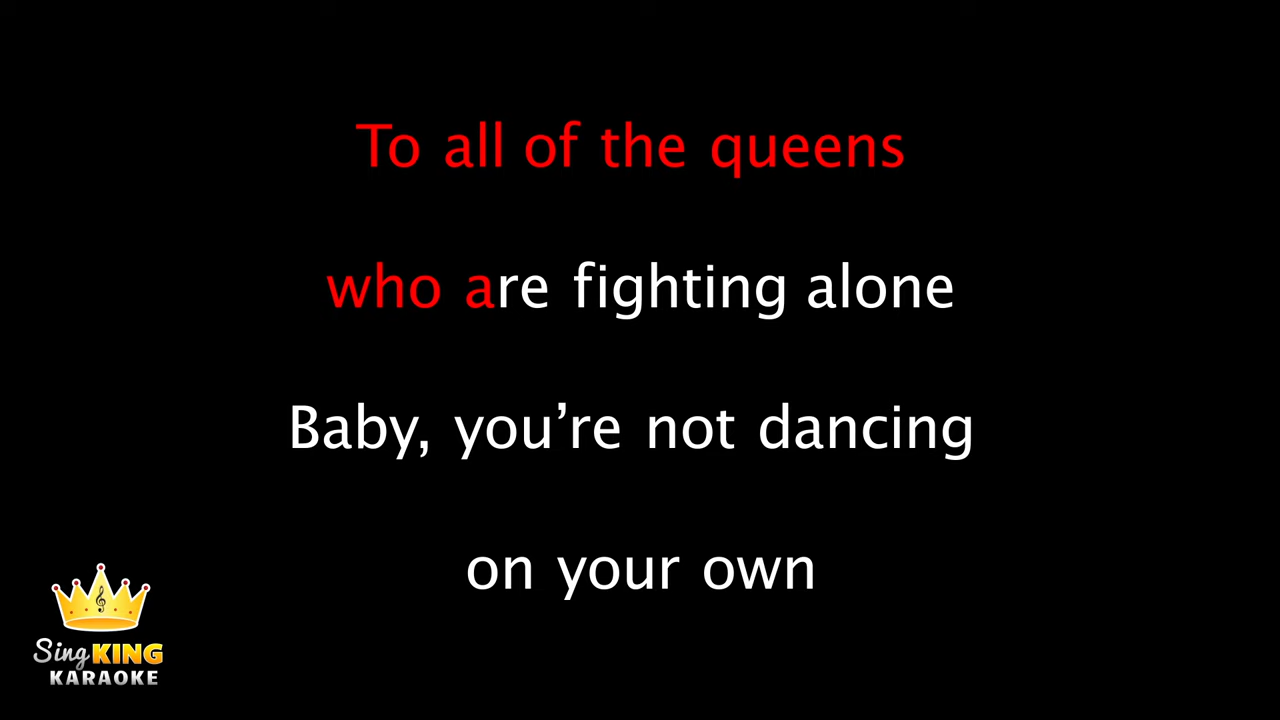 To all of the queens
who are fighting alone
Baby, you’re not dancing
on your own
Sing KING
KARAOKE